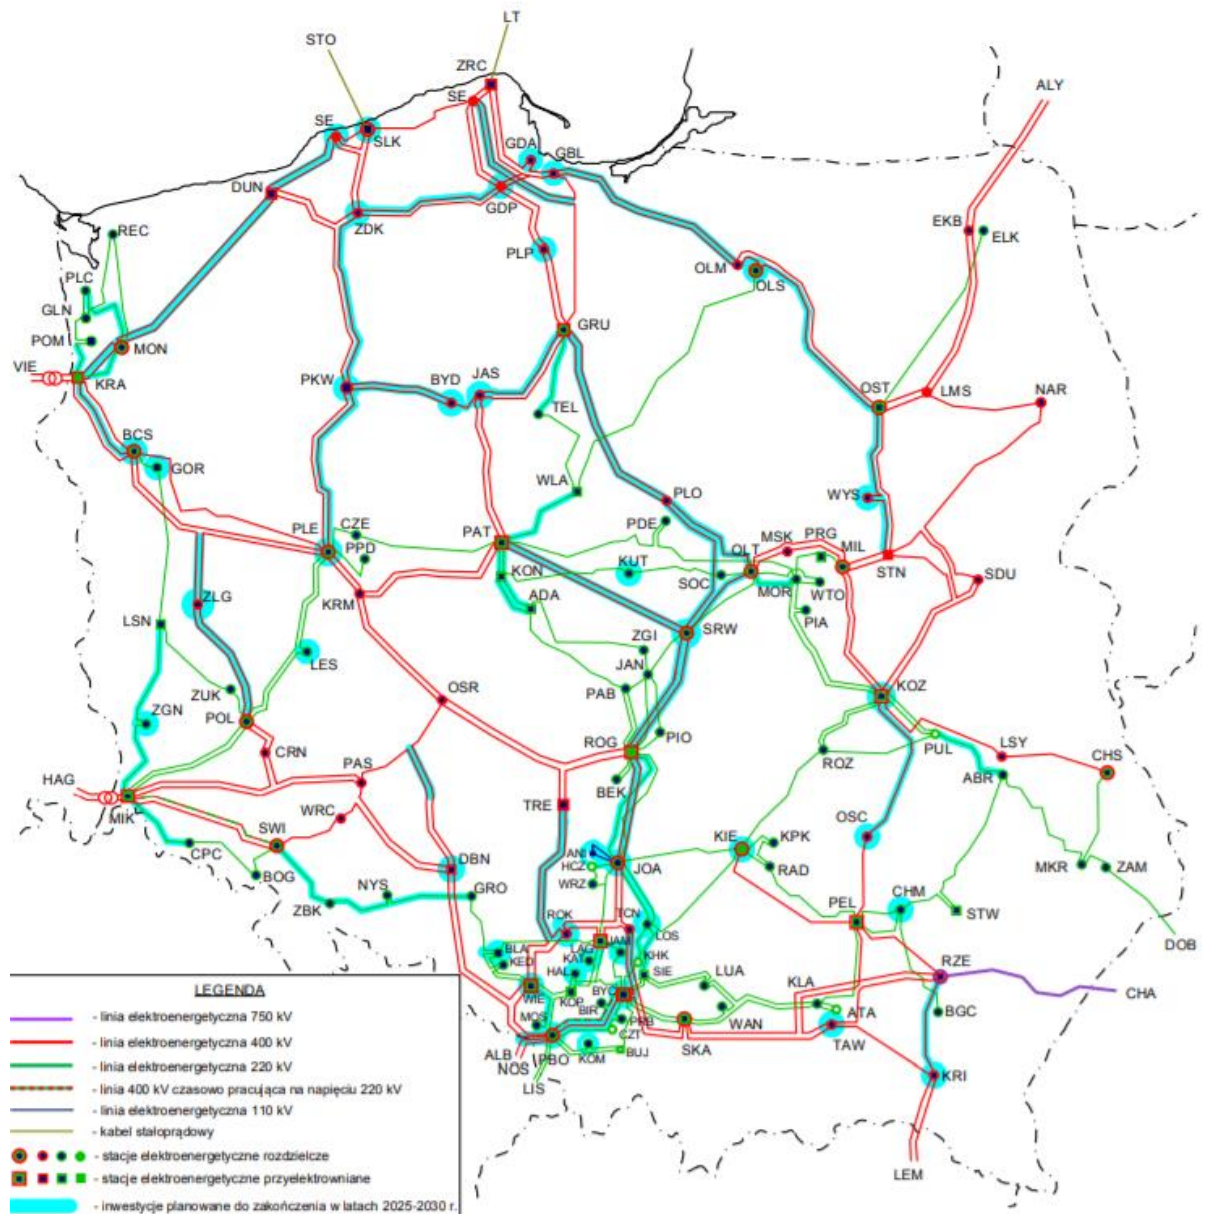 LT
STO
ZRC
SE
ALY
SE
SLK
GDA
GBL
DUN
GDP
ZDK
REC
EKB
ELK
PLP
OLM
OLS
PLC
GLN
POM
MON
GRU
VIE
KRA
PKW
BYD
JAS
OST
LMS
NAR
TEL
BCS
GOR
WLA
PLO
WYS
PLE
CZE
PPD
PAT
PDE
OLT
MSK
PRG
MIL
STN
KUT
SOC
MOR
WTO
SDU
KON
ADA
PIA
ZLG
KRM
LSN
SRW
ZGI
LES
JAN
ZUK
OSR
PAB
KOZ
ZGN
POL
PIO
PUL
CRN
ROG
ROZ
LSY
CHS
ABR
HAG
PAS
BEK
MIK
WRC
TRE
SWI
OSC
KIE
KPK
CPC
BOG
DBN
ANI
HCZ
JOA
WRZ
RAD
MKR
ZAM
NYS
GRO
CHM
ZBK
PEL
STW
ROK
TCN
LOS
DOB
BLA
KED
LAG
JAM
KAT
KHK
HAL
SIE
LUA
RZE
WIE
KOP
BYC
BIR
KLA
CHA
MOS
PRB
WAN
ATA
BGC
CZT
SKA
TAW
ALB
NOS
PBO
KOM
BUJ
LIS
KRI
LEM
LEGENDA
- linia elektroenergetyczna 750 kV
- linia elektroenergetyczna 400 kV
- linia elektroenergetyczna 220 kV
- linia 400 kV czasowo pracująca na napięciu 220 kV
- linia elektroenergetyczna 110 kV
- kabel stałoprądowy
- stacje elektroenergetyczne rozdzielcze
- stacje elektroenergetyczne przyelektrowniane
- inwestycje planowane do zakończenia w latach 2025-2030 r.